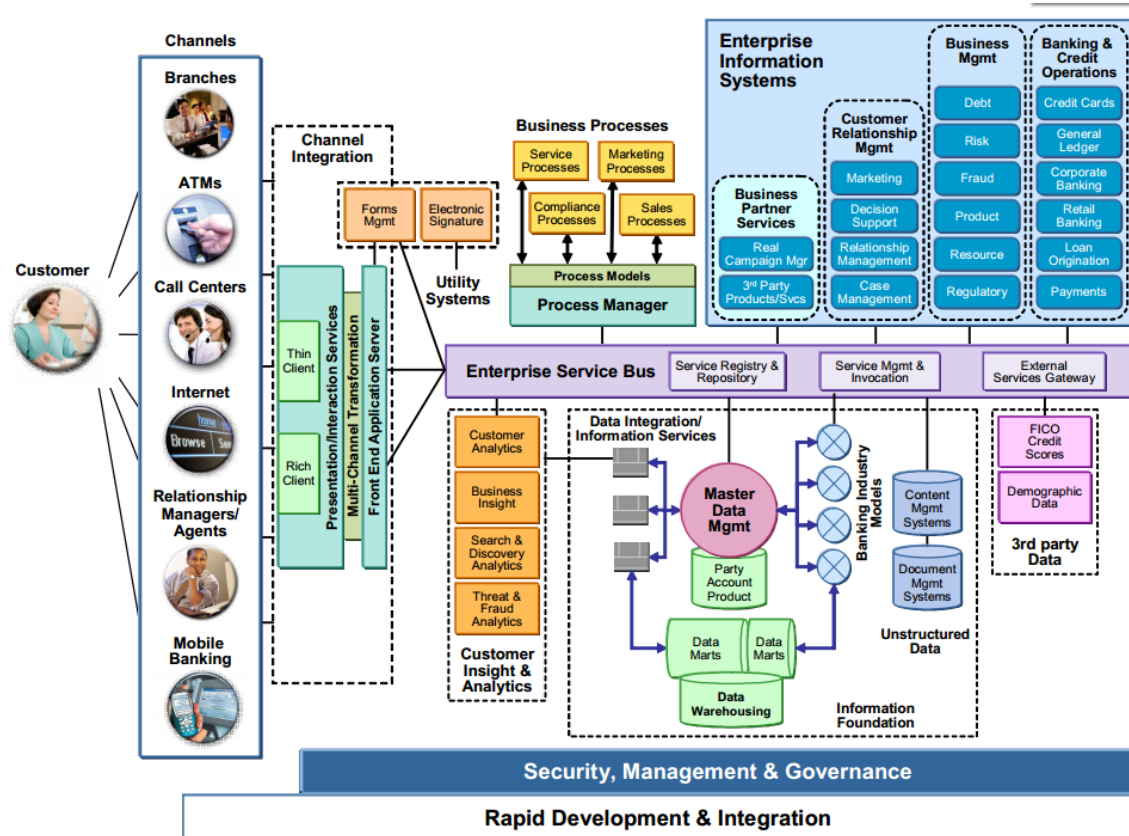 Channels
Branches
ATMs
Call Centers
Internet
Browse
Relationship
Managers/
Agents
Mobile
Banking
Customer
Channel
Integration
Forms
Mgmt
Electronic
Signature
Utility
Systems
Thin
Client
Rich
Client
Presentation/Interaction Services
Multi-Channel Transformation
Front End Application Server
Business Processes
Service
Processes
Marketing
Processes
Compliance
Processes
Sales
Processes
Process Models
Process Manager
Enterprise
Information
Systems
Business
Partner
Services
Real
Campaign Mgr
3rd Party
Products/Svcs
Customer
Relationship
Mgmt
Marketing
Decision
Support
Relationship
Management
Case
Management
Business
Mgmt
Debt
Risk
Fraud
Product
Resource
Regulatory
Banking &
Credit
Operations
Credit Cards
General
Ledger
Corporate
Banking
Retail
Banking
Loan
Origination
Payments
Enterprise Service Bus
Service Registry &
Repository
Service Mgmt &
Invocation
External
Services Gateway
Customer
Analytics
Business
Insight
Search &
Discovery
Analytics
Threat &
Fraud
Analytics
Customer
Insight &
Analytics
Data Integration/
Information Services
Master
Data
Mgmt
Party
Account
Product
Banking Industry
Models
Data
Marts
Data
Marts
Data
Warehousing
Content
Mgmt
Systems
Document
Mgmt
Systems
Unstructured
Data
Information
Foundation
FICO
Credit
Scores
Demographic
Data
3rd party
Data
Security, Management & Governance
Rapid Development & Integration